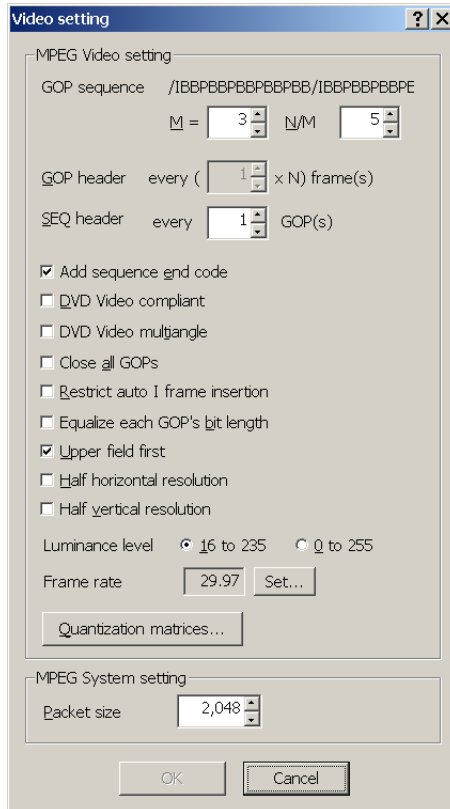 Video setting
MPEG Video setting
GOP sequence /IBBPBBPBBPBBPBB/IBBPBBPBBPE
M = 3 N/M 5
GOP header every ( 1 x N) frame(s)
SEQ header every 1 GOP(s)
Add sequence end code
DVD Video compliant
DVD Video multjangle
Close all GOPs
Restrict auto I frame insertion
Equalize each GOP's bit length
Upper field first
Half horizontal resolution
Half vertical resolution
Luminance level 16 to 235 0 to 255
Frame rate 29.97 Set...
Quantization matrices...
MPEG System setting
Packet size 2,048
OK Cancel